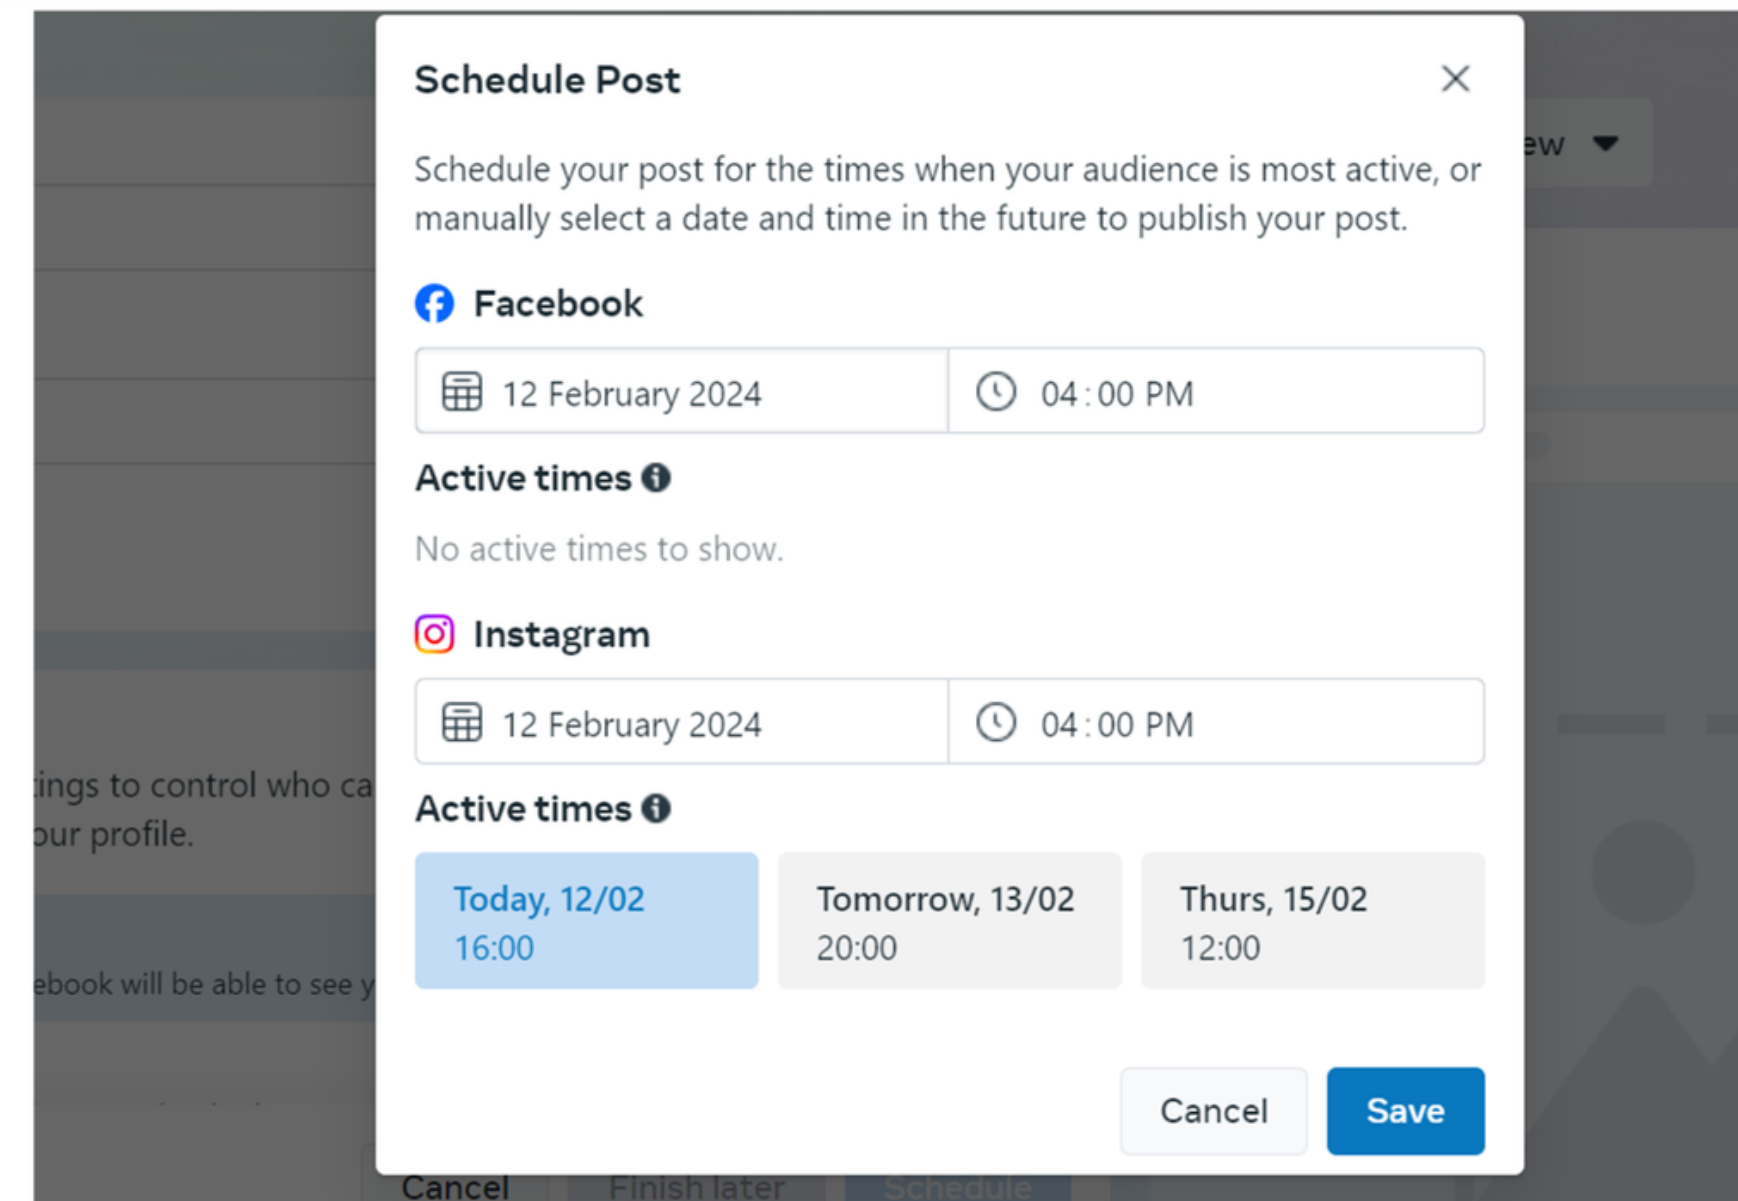 Schedule Post
ew
Schedule your post for the times when your audience is most active, or
manually select a date and time in the future to publish your post.
Facebook
12 February 2024
04:00 PM
Active times
No active times to show.
Instagram
12 February 2024
04:00 PM
tings to control who ca
our profile.
Active times
Today, 12/02
16:00
Tomorrow, 13/02
20:00
Thurs, 15/02
12:00
ebook will be able to see y
Cancel
Save
Cancel
Finish later
Schedule